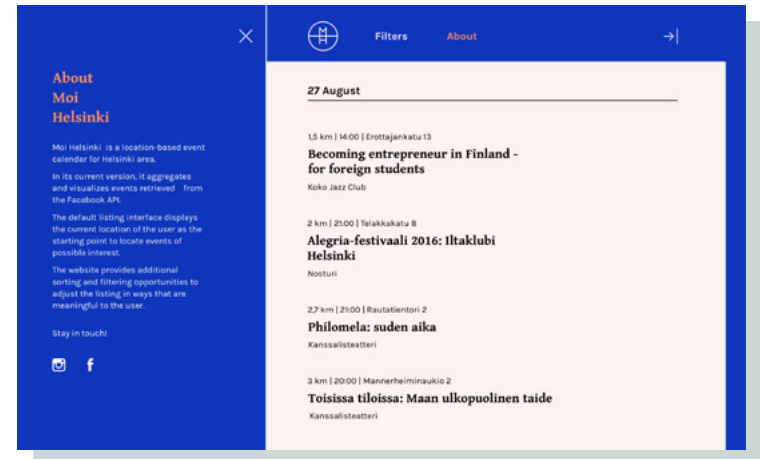 About
Moi
Helsinki
Moi Helsinki is a location-based event
calendar for Helsinki area.
In its current version, it aggregates
and visualizes events retrieved from
the Facebook API.
The default listing interface displays
the current location of the user as the
starting point to locate events of
possible interest.
The website provides additional
sorting and filtering opportunities to
adjust the listing in ways that are
meaningful to the user.
Stay in touch!
MH
Filters About
27 August
1,5 km | 14:00 | Erottajankatu 13
Becoming entrepreneur in Finland -
for foreign students
Koko Jazz Club
2 km | 21:00 | Telakkakatu 8
Alegria-festivaali 2016: Iltaklubi
Helsinki
Nosturi
2,7 km | 21:00 | Rautatientori 2
Philomela: suden aika
Kanssalisteatteri
3 km | 20:00 | Mannerheiminaukio 2
Toisissa tiloissa: Maan ulkopuolinen taide
Kanssalisteatteri